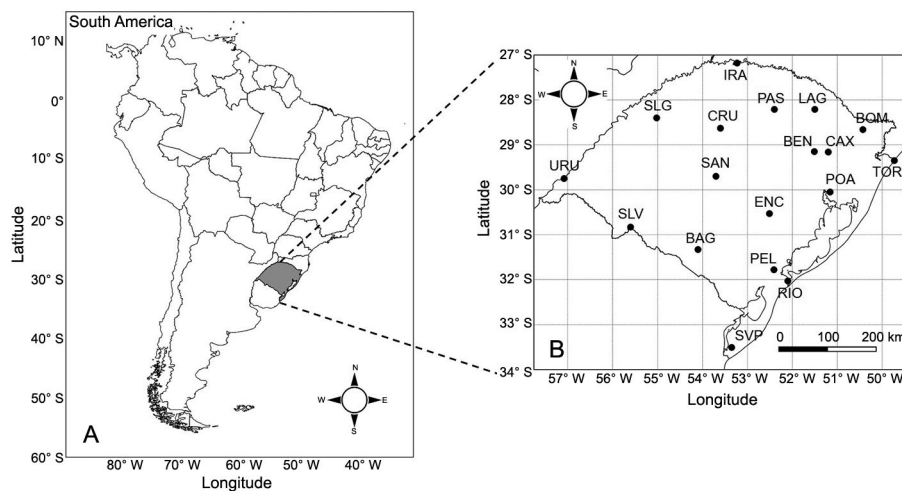 South America
10° N
0°
10° S
20° S
30° S
40° S
50° S
60° S
Latitude
80° W 70° W 60° W 50° W 40° W
Longitude
A
N
W E
S
27° S
28° S
29° S
30° S
31° S
32° S
33° S
34° S
Latitude
N
W E
S
IRA
SLG
CRU
PAS
LAG
BOM
BEN
CAX
TOR
URU
SAN
POA
SLV
ENC
BAG
PEL
RIO
SVP
0 100 200 km
B
57° W 56° W 55° W 54° W 53° W 52° W 51° W 50° W
Longitude